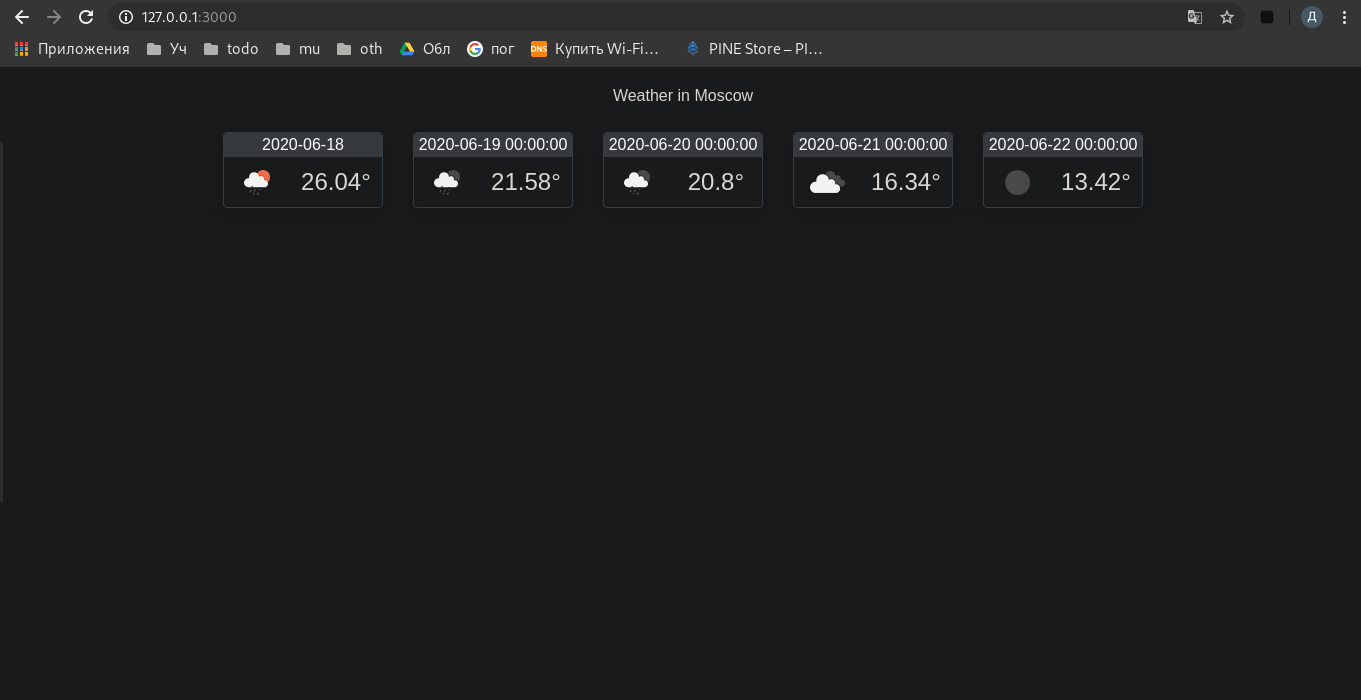 127.0.0.1:3000
Д
Приложения Уч todo mu oth Обл пог DNS Купить Wi-Fi... PINE Store – PI...
Weather in Moscow
2020-06-18 2020-06-19 00:00:00 2020-06-20 00:00:00 2020-06-21 00:00:00 2020-06-22 00:00:00
26.04° 21.58° 20.8° 16.34° 13.42°